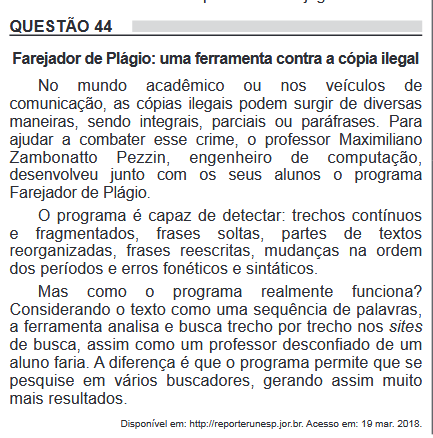 QUESTÃO 44
Farejador de Plágio: uma ferramenta contra a cópia ilegal
No mundo acadêmico ou nos veículos de
comunicação, as cópias ilegais podem surgir de diversas
maneiras, sendo integrais, parciais ou paráfrases. Para
ajudar a combater esse crime, o professor Maximiliano
Zambonatto Pezzin, engenheiro de computação,
desenvolveu junto com os seus alunos o programa
Farejador de Plágio.
O programa é capaz de detectar: trechos contínuos
e fragmentados, frases soltas, partes de textos
reorganizadas, frases reescritas, mudanças na ordem
dos períodos e erros fonéticos e sintáticos.
Mas como o programa realmente funciona?
Considerando o texto como uma sequência de palavras,
a ferramenta analisa e busca trecho por trecho nos sites
de busca, assim como um professor desconfiado de um
aluno faria. A diferença é que o programa permite que se
pesquise em vários buscadores, gerando assim muito
mais resultados.
Disponível em: http://reporterunesp.jor.br. Acesso em: 19 mar. 2018.